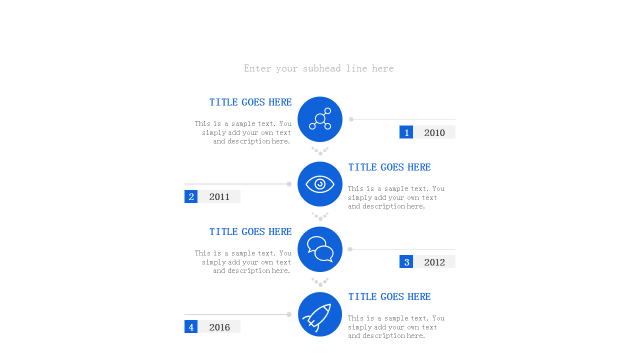 Enter your subhead line here
TITLE GOES HERE
This is a sample text. You
simply add your own text
and description here.
1 2010
TITLE GOES HERE
This is a sample text. You
simply add your own text
and description here.
2 2011
TITLE GOES HERE
This is a sample text. You
simply add your own text
and description here.
3 2012
TITLE GOES HERE
This is a sample text. You
simply add your own text
and description here.
4 2016